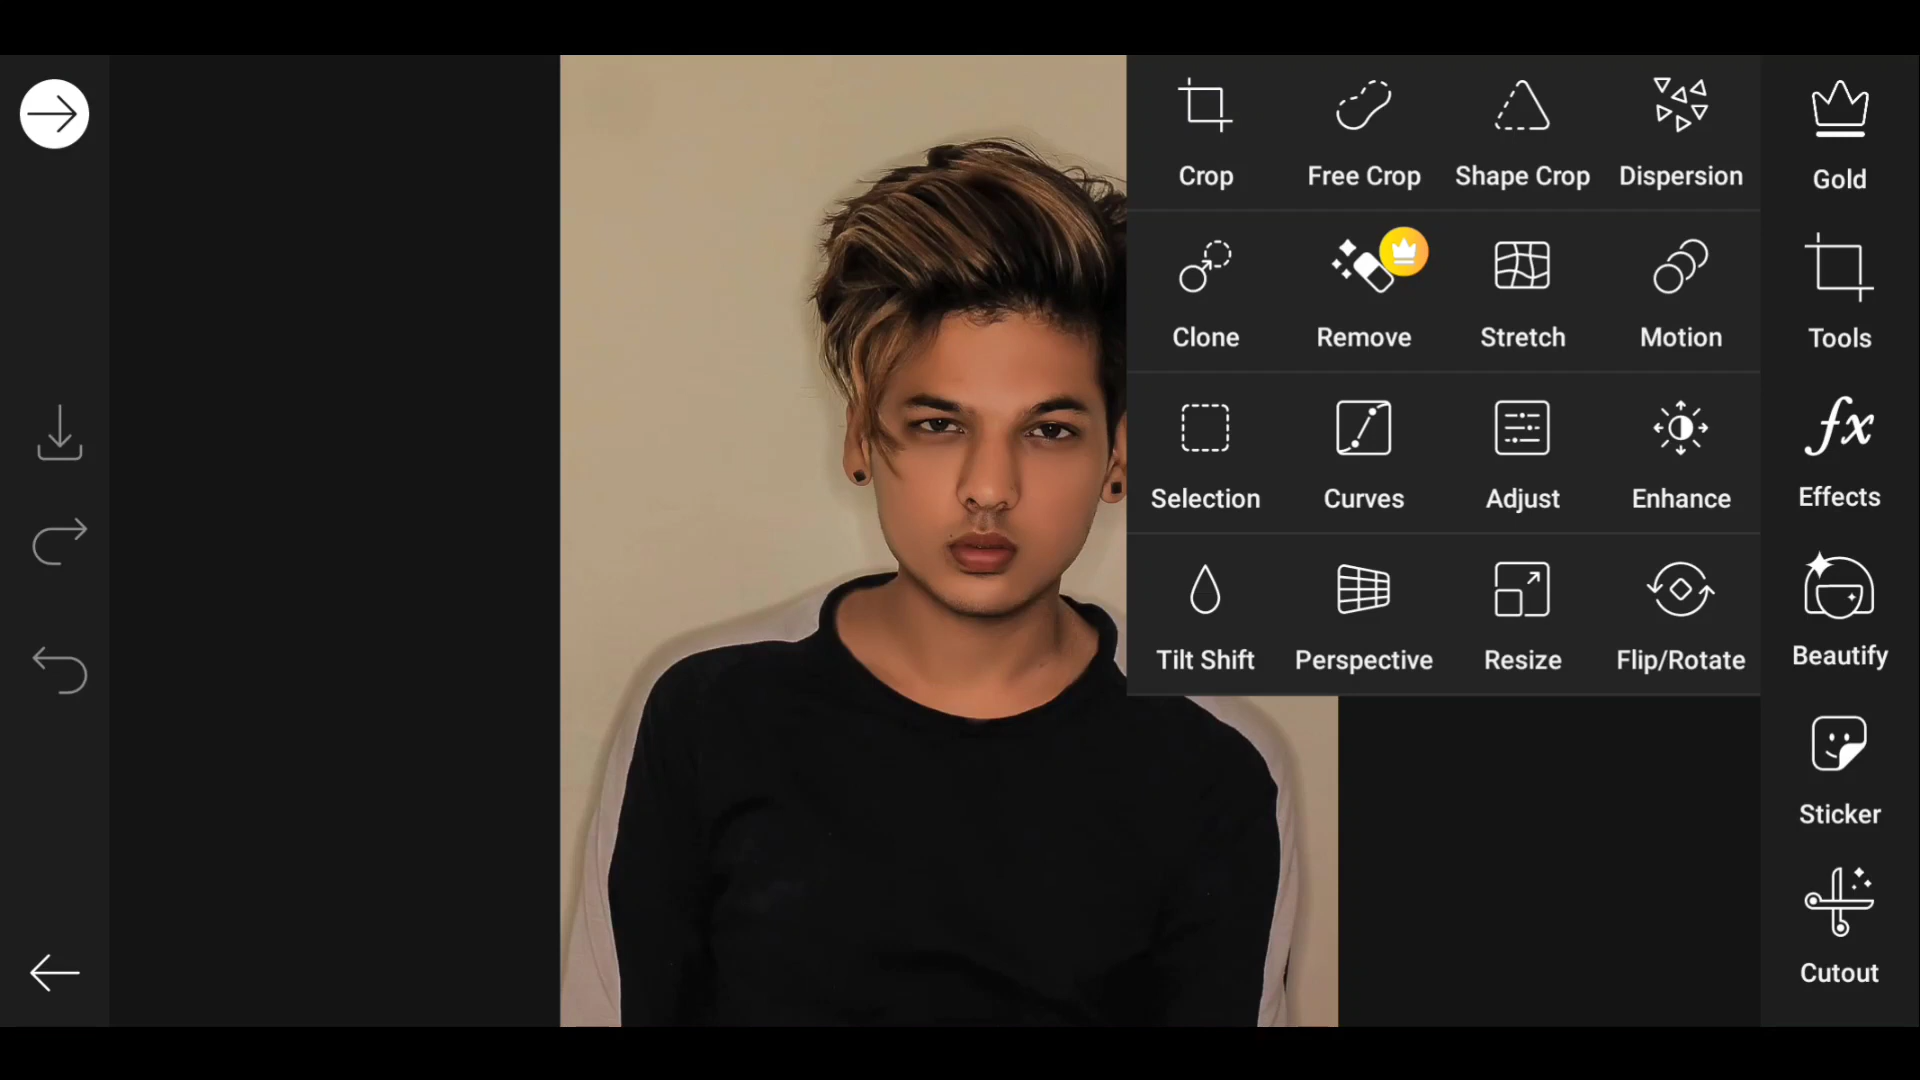 Crop Free Crop Shape Crop Dispersion
Gold
Clone Remove Stretch Motion
Tools
Selection Curves Adjust Enhance
Effects
Tilt Shift Perspective Resize Flip/Rotate
Beautify
Sticker
Cutout